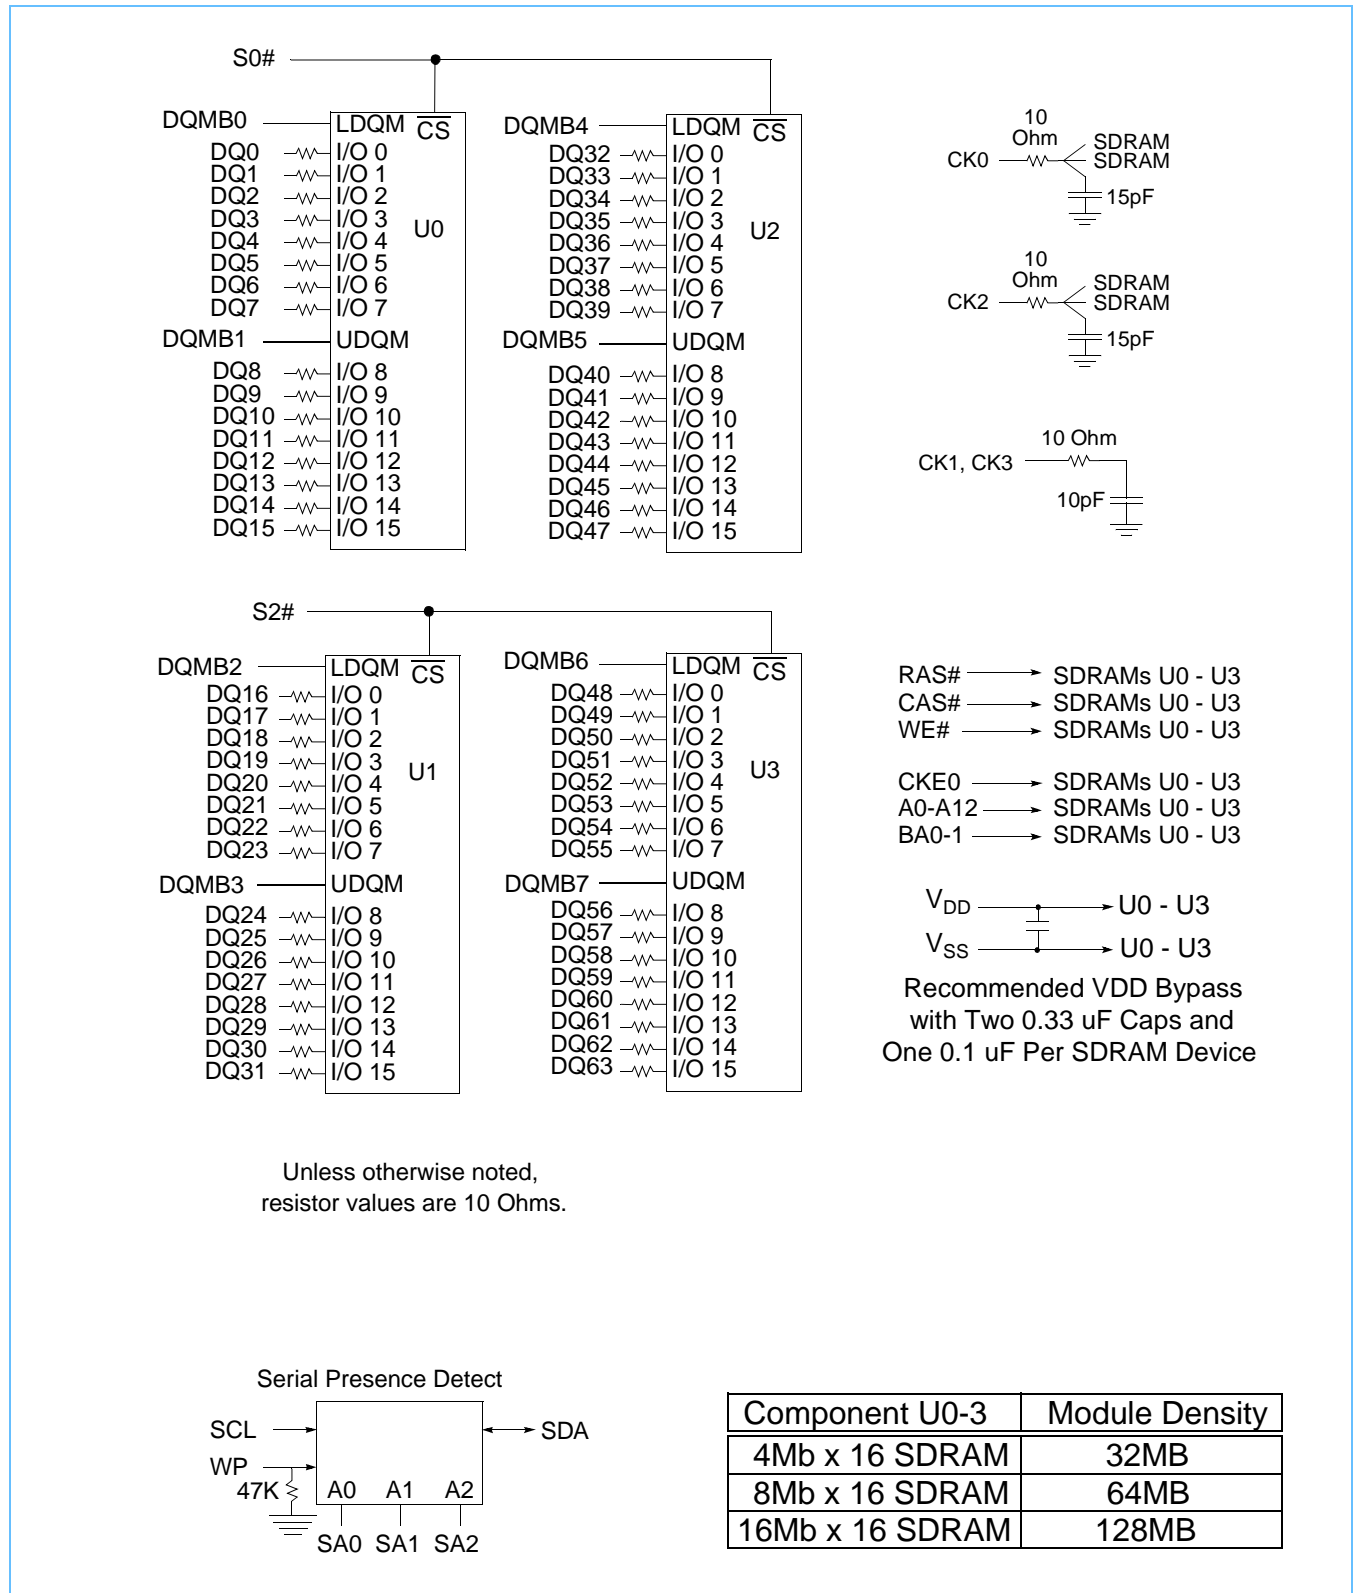 S0#
DQMB0
LDQM CS
DQ0 I/O 0
DQ1 I/O 1
DQ2 I/O 2
DQ3 I/O 3
DQ4 I/O 4
DQ5 I/O 5
DQ6 I/O 6
DQ7 I/O 7
U0
DQMB1 UDQM
DQ8 I/O 8
DQ9 I/O 9
DQ10 I/O 10
DQ11 I/O 11
DQ12 I/O 12
DQ13 I/O 13
DQ14 I/O 14
DQ15 I/O 15
DQMB4
LDQM CS
DQ32 I/O 0
DQ33 I/O 1
DQ34 I/O 2
DQ35 I/O 3
DQ36 I/O 4
DQ37 I/O 5
DQ38 I/O 6
DQ39 I/O 7
U2
DQMB5 UDQM
DQ40 I/O 8
DQ41 I/O 9
DQ42 I/O 10
DQ43 I/O 11
DQ44 I/O 12
DQ45 I/O 13
DQ46 I/O 14
DQ47 I/O 15
10
Ohm
CK0
SDRAM
SDRAM
15pF
10
Ohm
CK2
SDRAM
SDRAM
15pF
10 Ohm
CK1, CK3
10pF
S2#
DQMB2
LDQM CS
DQ16 I/O 0
DQ17 I/O 1
DQ18 I/O 2
DQ19 I/O 3
DQ20 I/O 4
DQ21 I/O 5
DQ22 I/O 6
DQ23 I/O 7
U1
DQMB3 UDQM
DQ24 I/O 8
DQ25 I/O 9
DQ26 I/O 10
DQ27 I/O 11
DQ28 I/O 12
DQ29 I/O 13
DQ30 I/O 14
DQ31 I/O 15
DQMB6
LDQM CS
DQ48 I/O 0
DQ49 I/O 1
DQ50 I/O 2
DQ51 I/O 3
DQ52 I/O 4
DQ53 I/O 5
DQ54 I/O 6
DQ55 I/O 7
U3
DQMB7 UDQM
DQ56 I/O 8
DQ57 I/O 9
DQ58 I/O 10
DQ59 I/O 11
DQ60 I/O 12
DQ61 I/O 13
DQ62 I/O 14
DQ63 I/O 15
RAS# SDRAMs U0 - U3
CAS# SDRAMs U0 - U3
WE# SDRAMs U0 - U3
CKE0 SDRAMs U0 - U3
A0-A12 SDRAMs U0 - U3
BA0-1 SDRAMs U0 - U3
VDD U0 - U3
VSS U0 - U3
Recommended VDD Bypass
with Two 0.33 uF Caps and
One 0.1 uF Per SDRAM Device
Unless otherwise noted,
resistor values are 10 Ohms.
Serial Presence Detect
SCL
SDA
WP
47K
A0 A1 A2
SA0 SA1 SA2
Component U0-3 Module Density
4Mb x 16 SDRAM 32MB
8Mb x 16 SDRAM 64MB
16Mb x 16 SDRAM 128MB